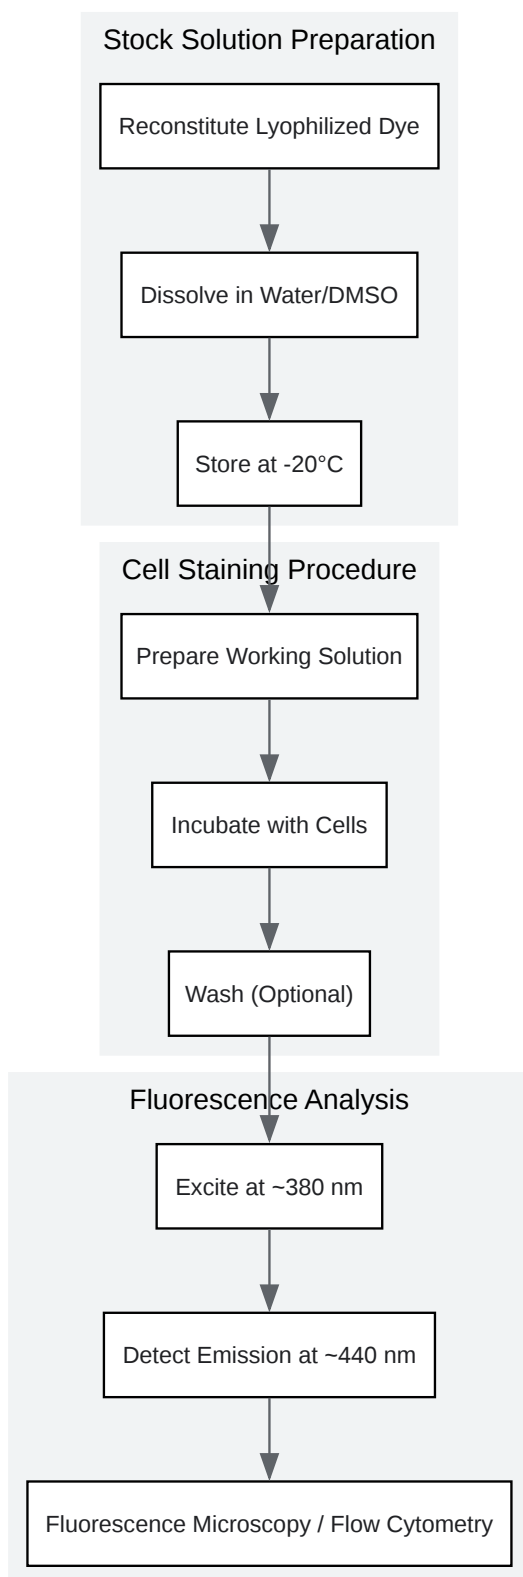 Stock Solution Preparation
Reconstitute Lyophilized Dye
Dissolve in Water/DMSO
Store at -20°C
Cell Staining Procedure
Prepare Working Solution
Incubate with Cells
Wash (Optional)
Fluorescence Analysis
Excite at ~380 nm
Detect Emission at ~440 nm
Fluorescence Microscopy / Flow Cytometry